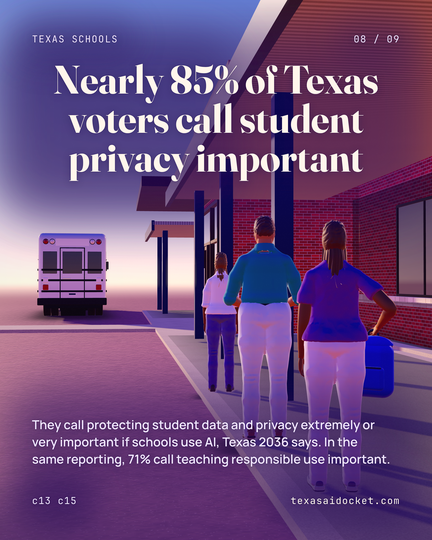 TEXAS SCHOOLS
08 / 09
Nearly 85% of Texas
voters call student
privacy important
They call protecting student data and privacy extremely or
very important if schools use AI, Texas 2036 says. In the
same reporting, 71% call teaching responsible use important.
c13 c15
texasaidocket.com